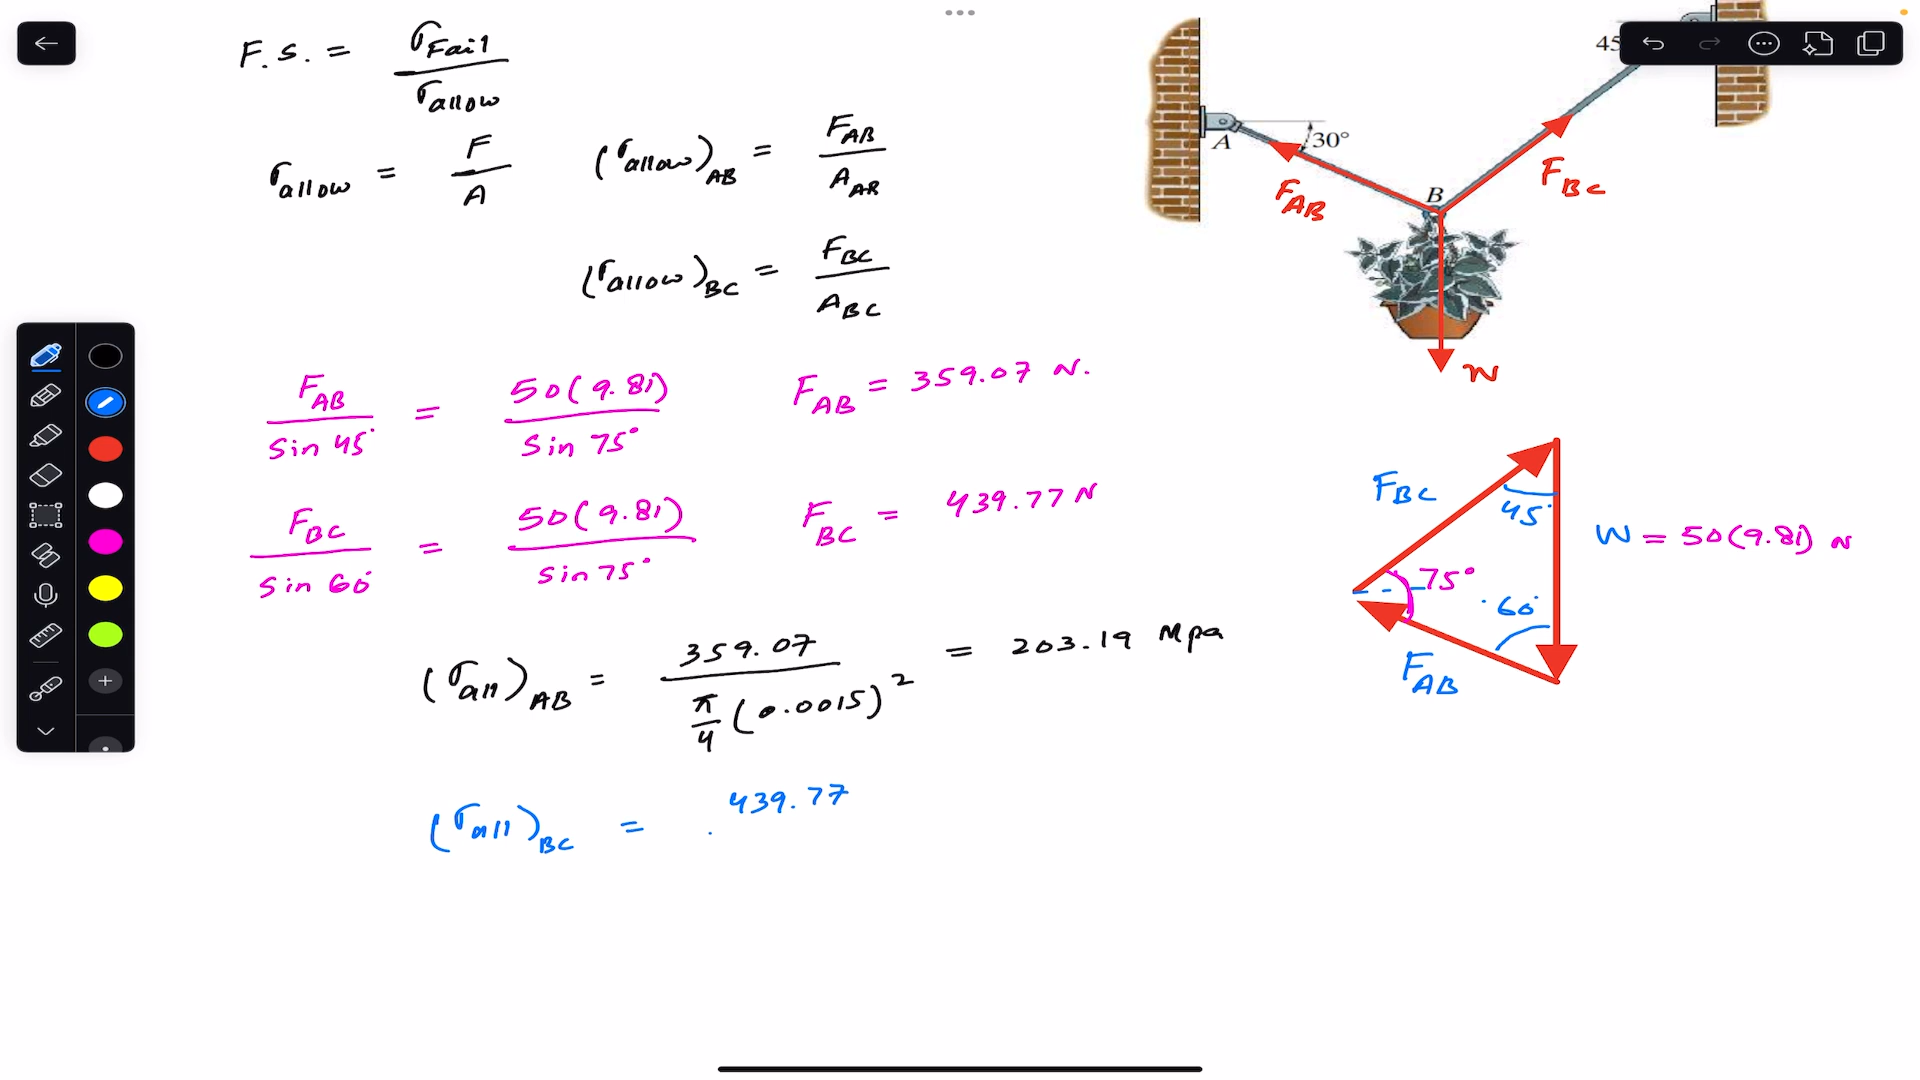 F.S. = σFail / σallow
σallow = F / A
(σallow)AB = FAB / AAB
(σallow)BC = FBC / ABC
FAB / Sin 45° = 50(9.81) / Sin 75°
FAB = 359.07 N.
FBC / Sin 60° = 50(9.81) / Sin 75°
FBC = 439.77 N
(σall)AB = 359.07 / π/4 (0.0015)² = 203.19 Mpa
(σall)BC = 439.77
45
A
30°
FAB
B
FBC
W
FBC
45°
W = 50(9.81) N
75°
60°
FAB